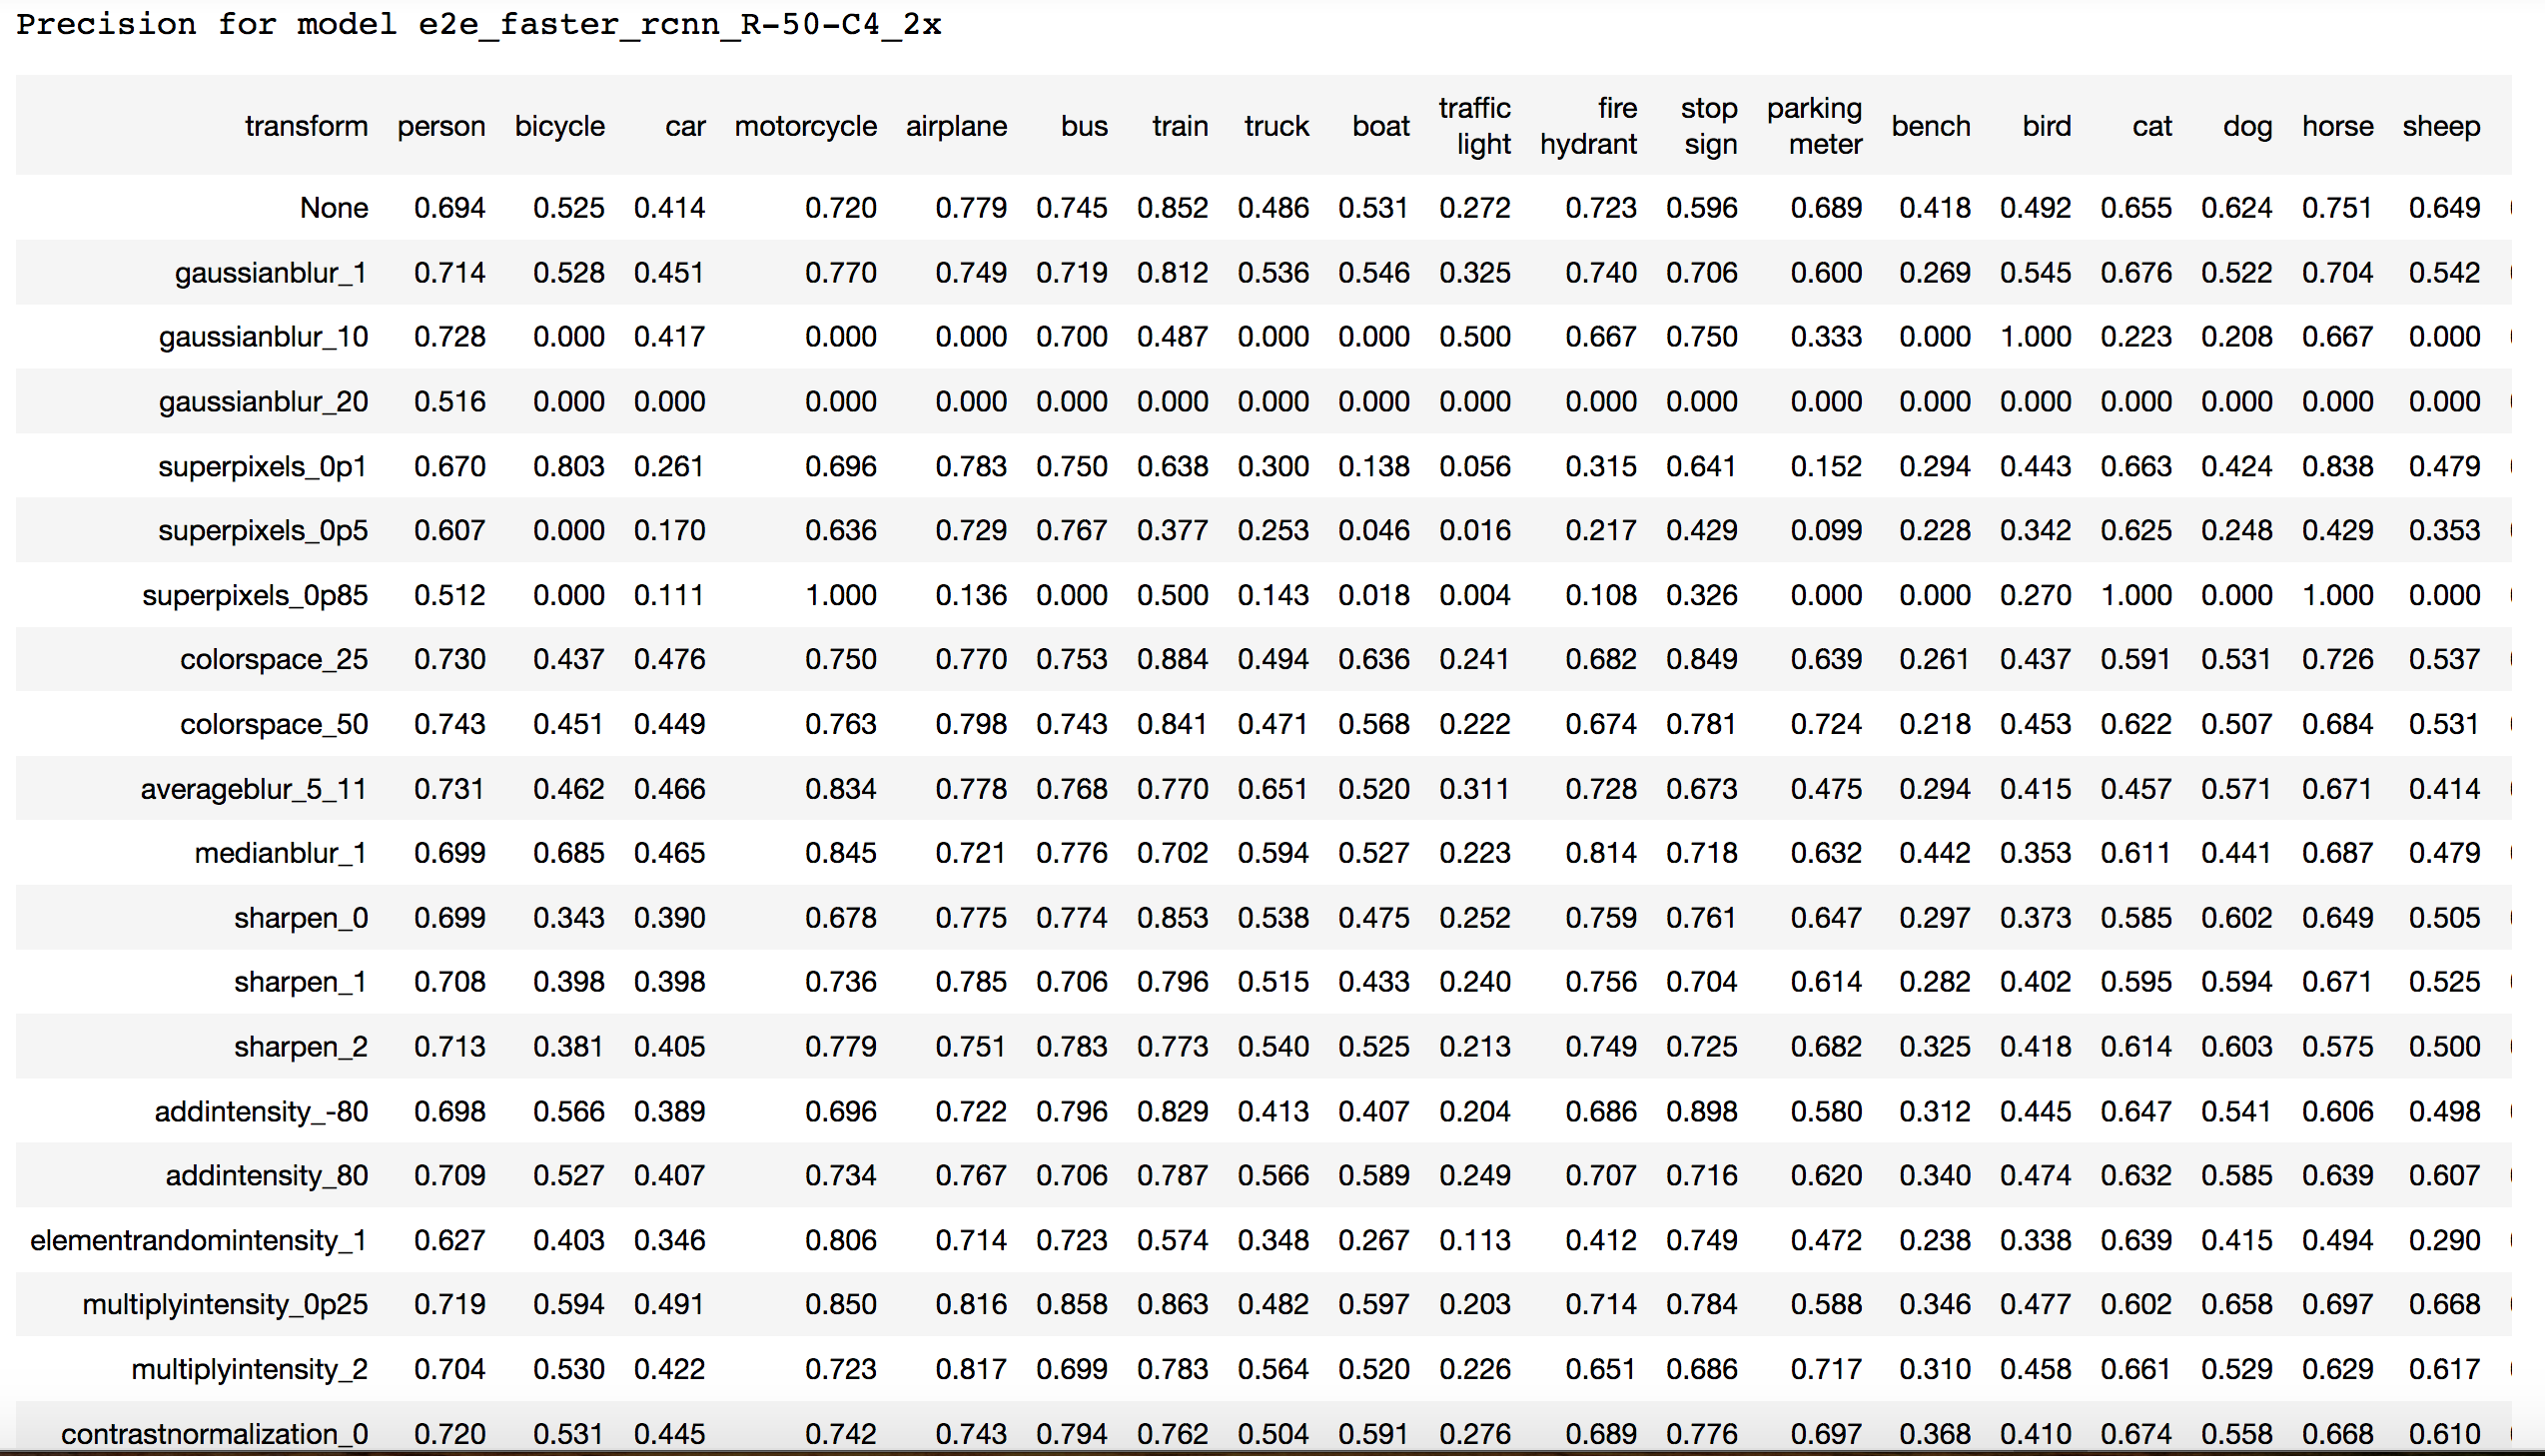 Precision for model e2e_faster_rcnn_R-50-C4_2x
transform person bicycle car motorcycle airplane bus train truck boat traffic light fire hydrant stop sign parking meter bench bird cat dog horse sheep
None 0.694 0.525 0.414 0.720 0.779 0.745 0.852 0.486 0.531 0.272 0.723 0.596 0.689 0.418 0.492 0.655 0.624 0.751 0.649
gaussianblur_1 0.714 0.528 0.451 0.770 0.749 0.719 0.812 0.536 0.546 0.325 0.740 0.706 0.600 0.269 0.545 0.676 0.522 0.704 0.542
gaussianblur_10 0.728 0.000 0.417 0.000 0.000 0.700 0.487 0.000 0.000 0.500 0.667 0.750 0.333 0.000 1.000 0.223 0.208 0.667 0.000
gaussianblur_20 0.516 0.000 0.000 0.000 0.000 0.000 0.000 0.000 0.000 0.000 0.000 0.000 0.000 0.000 0.000 0.000 0.000 0.000 0.000
superpixels_0p1 0.670 0.803 0.261 0.696 0.783 0.750 0.638 0.300 0.138 0.056 0.315 0.641 0.152 0.294 0.443 0.663 0.424 0.838 0.479
superpixels_0p5 0.607 0.000 0.170 0.636 0.729 0.767 0.377 0.253 0.046 0.016 0.217 0.429 0.099 0.228 0.342 0.625 0.248 0.429 0.353
superpixels_0p85 0.512 0.000 0.111 1.000 0.136 0.000 0.500 0.143 0.018 0.004 0.108 0.326 0.000 0.000 0.270 1.000 0.000 1.000 0.000
colorspace_25 0.730 0.437 0.476 0.750 0.770 0.753 0.884 0.494 0.636 0.241 0.682 0.849 0.639 0.261 0.437 0.591 0.531 0.726 0.537
colorspace_50 0.743 0.451 0.449 0.763 0.798 0.743 0.841 0.471 0.568 0.222 0.674 0.781 0.724 0.218 0.453 0.622 0.507 0.684 0.531
averageblur_5_11 0.731 0.462 0.466 0.834 0.778 0.768 0.770 0.651 0.520 0.311 0.728 0.673 0.475 0.294 0.415 0.457 0.571 0.671 0.414
medianblur_1 0.699 0.685 0.465 0.845 0.721 0.776 0.702 0.594 0.527 0.223 0.814 0.718 0.632 0.442 0.353 0.611 0.441 0.687 0.479
sharpen_0 0.699 0.343 0.390 0.678 0.775 0.774 0.853 0.538 0.475 0.252 0.759 0.761 0.647 0.297 0.373 0.585 0.602 0.649 0.505
sharpen_1 0.708 0.398 0.398 0.736 0.785 0.706 0.796 0.515 0.433 0.240 0.756 0.704 0.614 0.282 0.402 0.595 0.594 0.671 0.525
sharpen_2 0.713 0.381 0.405 0.779 0.751 0.783 0.773 0.540 0.525 0.213 0.749 0.725 0.682 0.325 0.418 0.614 0.603 0.575 0.500
addintensity_-80 0.698 0.566 0.389 0.696 0.722 0.796 0.829 0.413 0.407 0.204 0.686 0.898 0.580 0.312 0.445 0.647 0.541 0.606 0.498
addintensity_80 0.709 0.527 0.407 0.734 0.767 0.706 0.787 0.566 0.589 0.249 0.707 0.716 0.620 0.340 0.474 0.632 0.585 0.639 0.607
elementrandomintensity_1 0.627 0.403 0.346 0.806 0.714 0.723 0.574 0.348 0.267 0.113 0.412 0.749 0.472 0.238 0.338 0.639 0.415 0.494 0.290
multiplyintensity_0p25 0.719 0.594 0.491 0.850 0.816 0.858 0.863 0.482 0.597 0.203 0.714 0.784 0.588 0.346 0.477 0.602 0.658 0.697 0.668
multiplyintensity_2 0.704 0.530 0.422 0.723 0.817 0.699 0.783 0.564 0.520 0.226 0.651 0.686 0.717 0.310 0.458 0.661 0.529 0.629 0.617
contrastnormalization_0 0.720 0.531 0.445 0.742 0.743 0.794 0.762 0.504 0.591 0.276 0.689 0.776 0.697 0.368 0.410 0.674 0.558 0.668 0.610